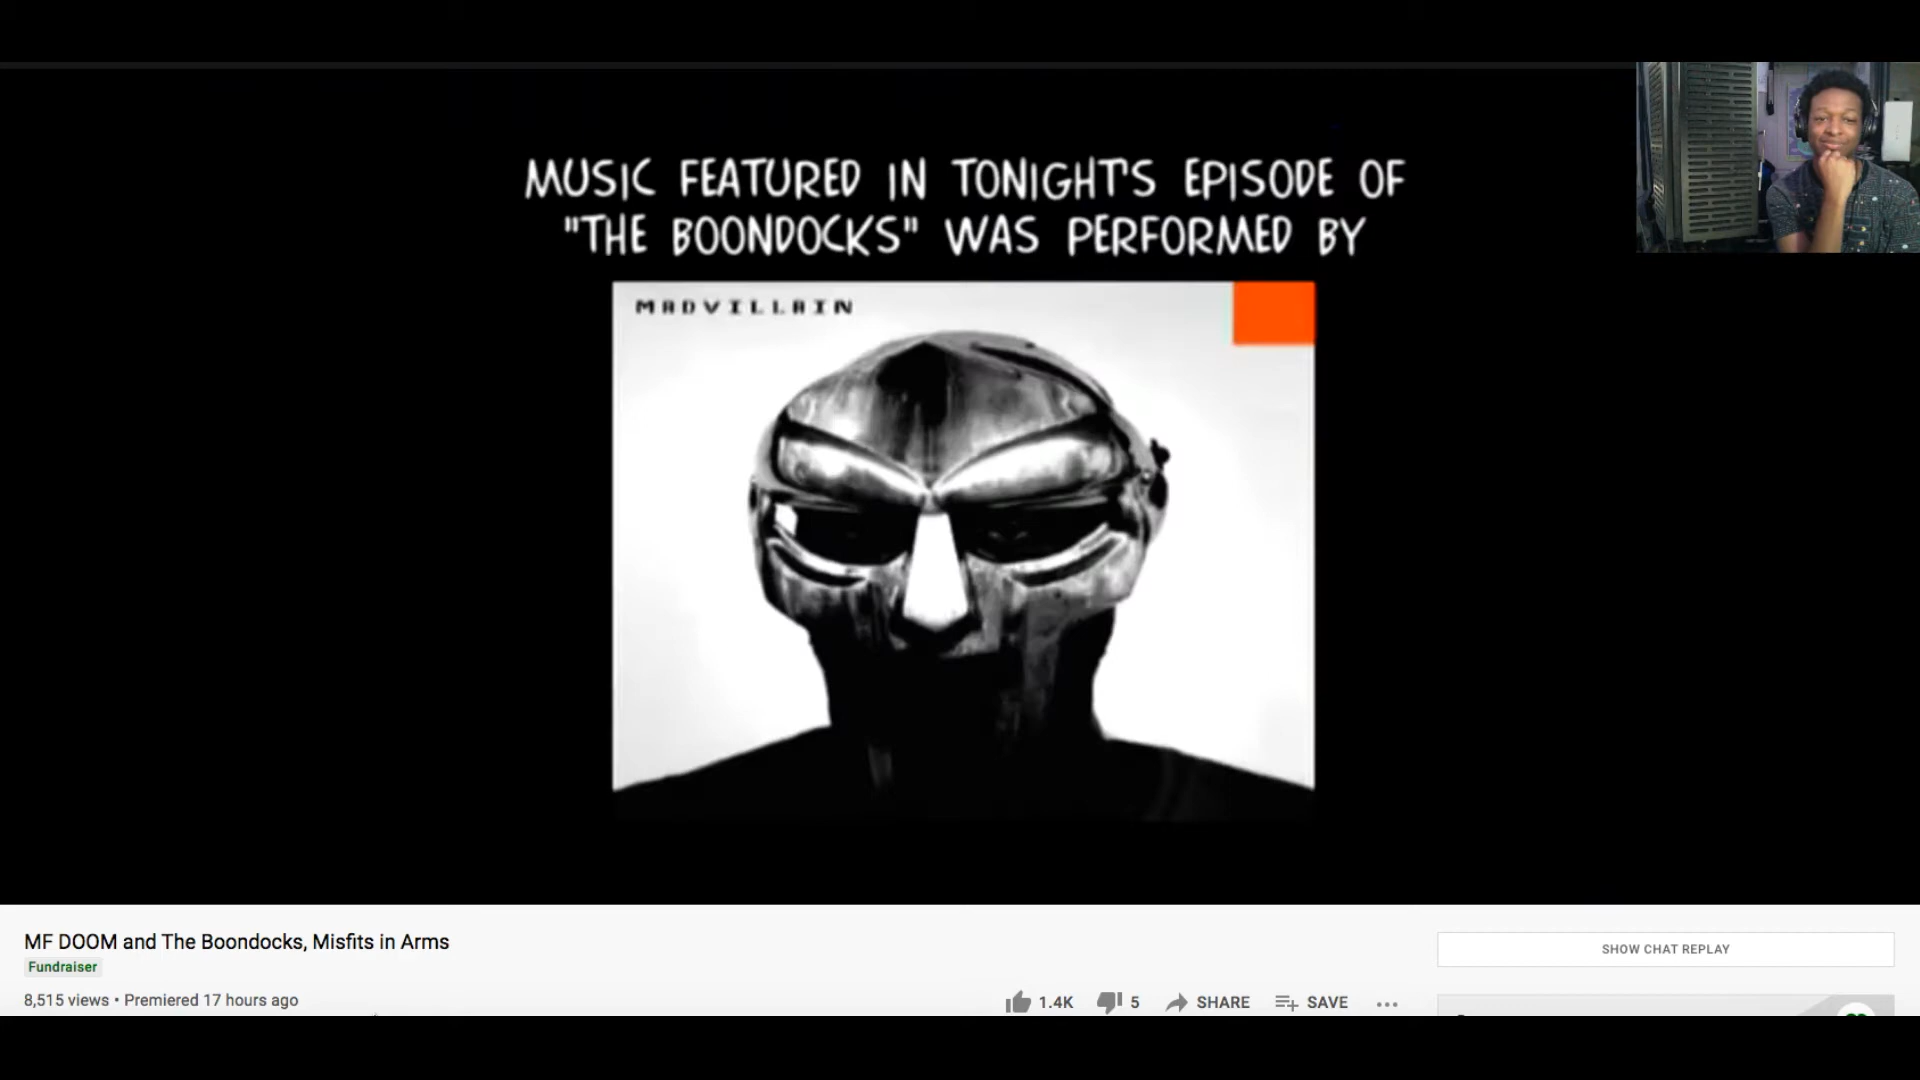 MUSIC FEATURED IN TONIGHT'S EPISODE OF
"THE BOONDOCKS" WAS PERFORMED BY
MADVILLAIN
MF DOOM and The Boondocks, Misfits in Arms
Fundraiser
8,515 views • Premiered 17 hours ago
1.4K
5
SHARE
SAVE
SHOW CHAT REPLAY